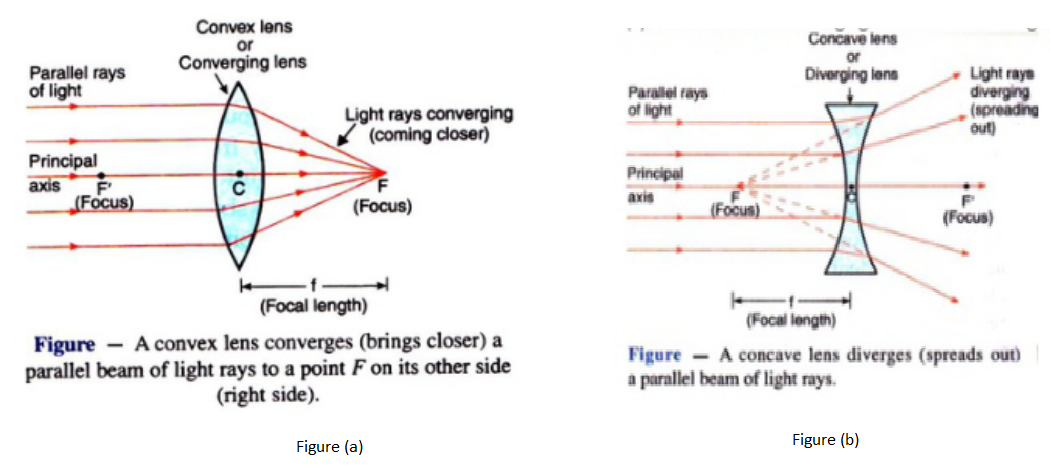 Convex lens
or
Converging lens
Parallel rays
of light
Light rays converging
(coming closer)
Principal
axis
F'
(Focus)
C
F
(Focus)
f
(Focal length)
Figure — A convex lens converges (brings closer) a
parallel beam of light rays to a point F on its other side
(right side).
Figure (a)
Concave lens
or
Diverging lens
Parallel rays
of light
Light rays
diverging
(spreading
out)
Principal
axis
F
(Focus)
C
F'
(Focus)
f
(Focal length)
Figure — A concave lens diverges (spreads out)
a parallel beam of light rays.
Figure (b)